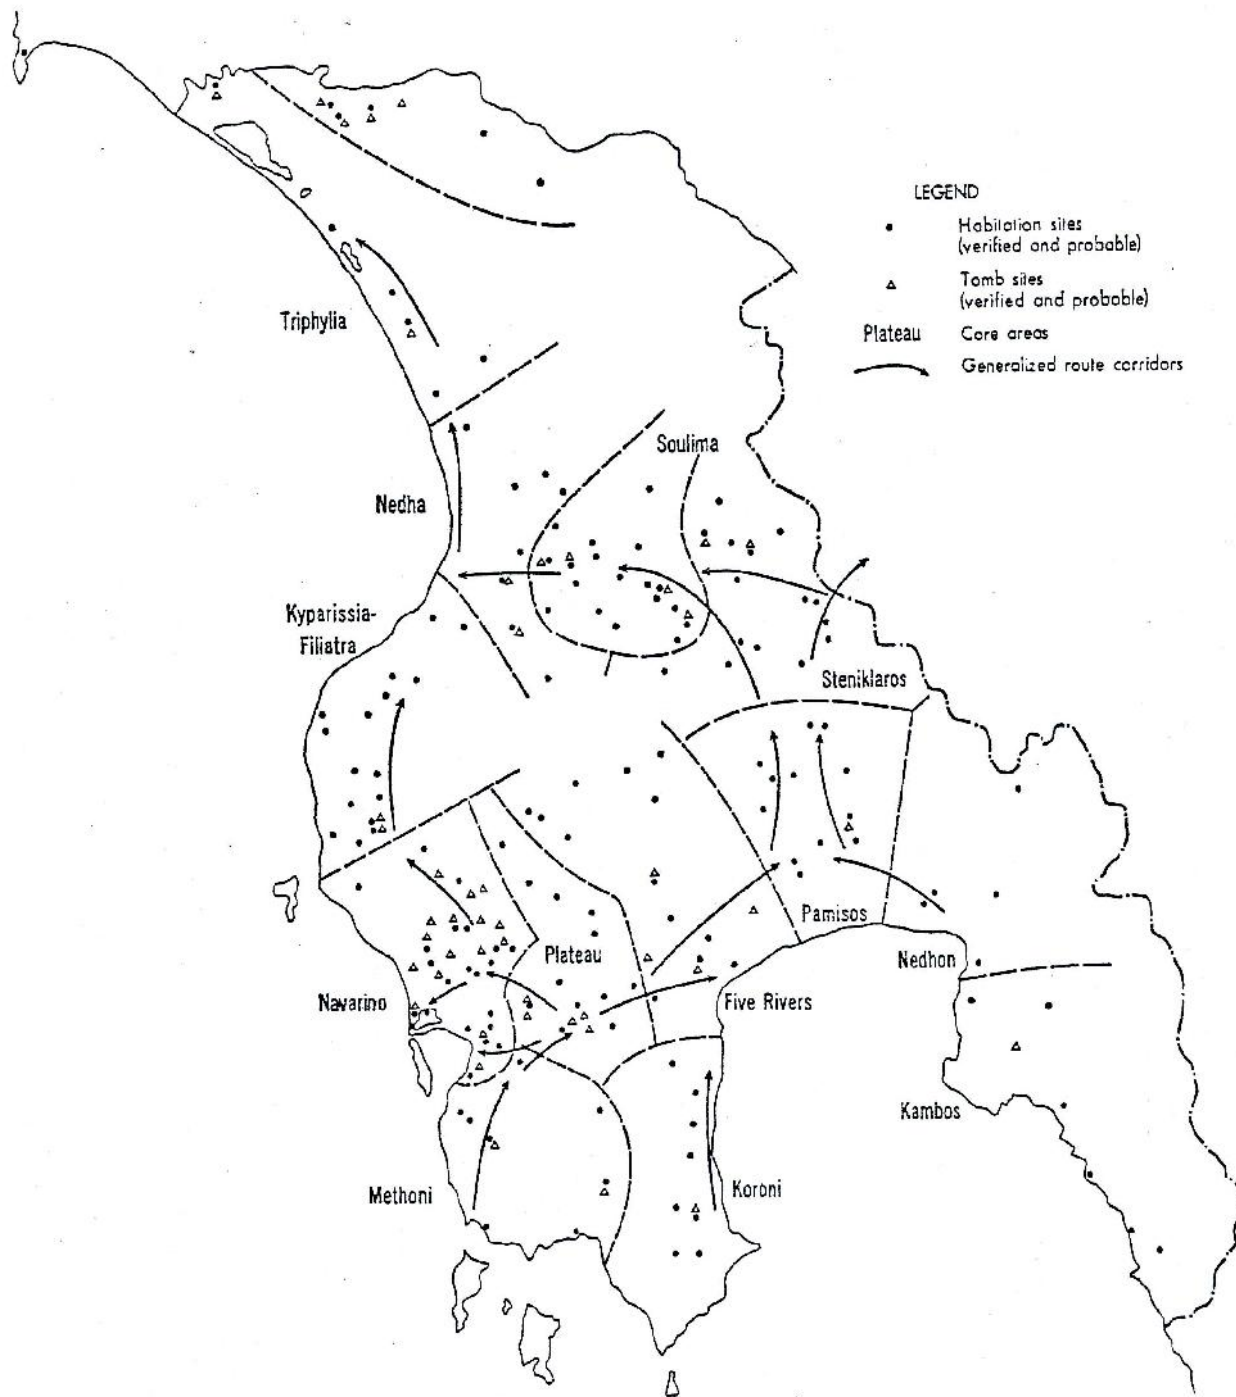 LEGEND
Habitation sites
(verified and probable)
Tomb sites
(verified and probable)
Plateau Core areas
Generalized route corridors
Triphylia
Soulima
Nedha
Kyparissia-
Filiatra
Steniklaros
Pamisos
Plateau
Nedhon
Navarino
Five Rivers
Kambos
Methoni
Koroni